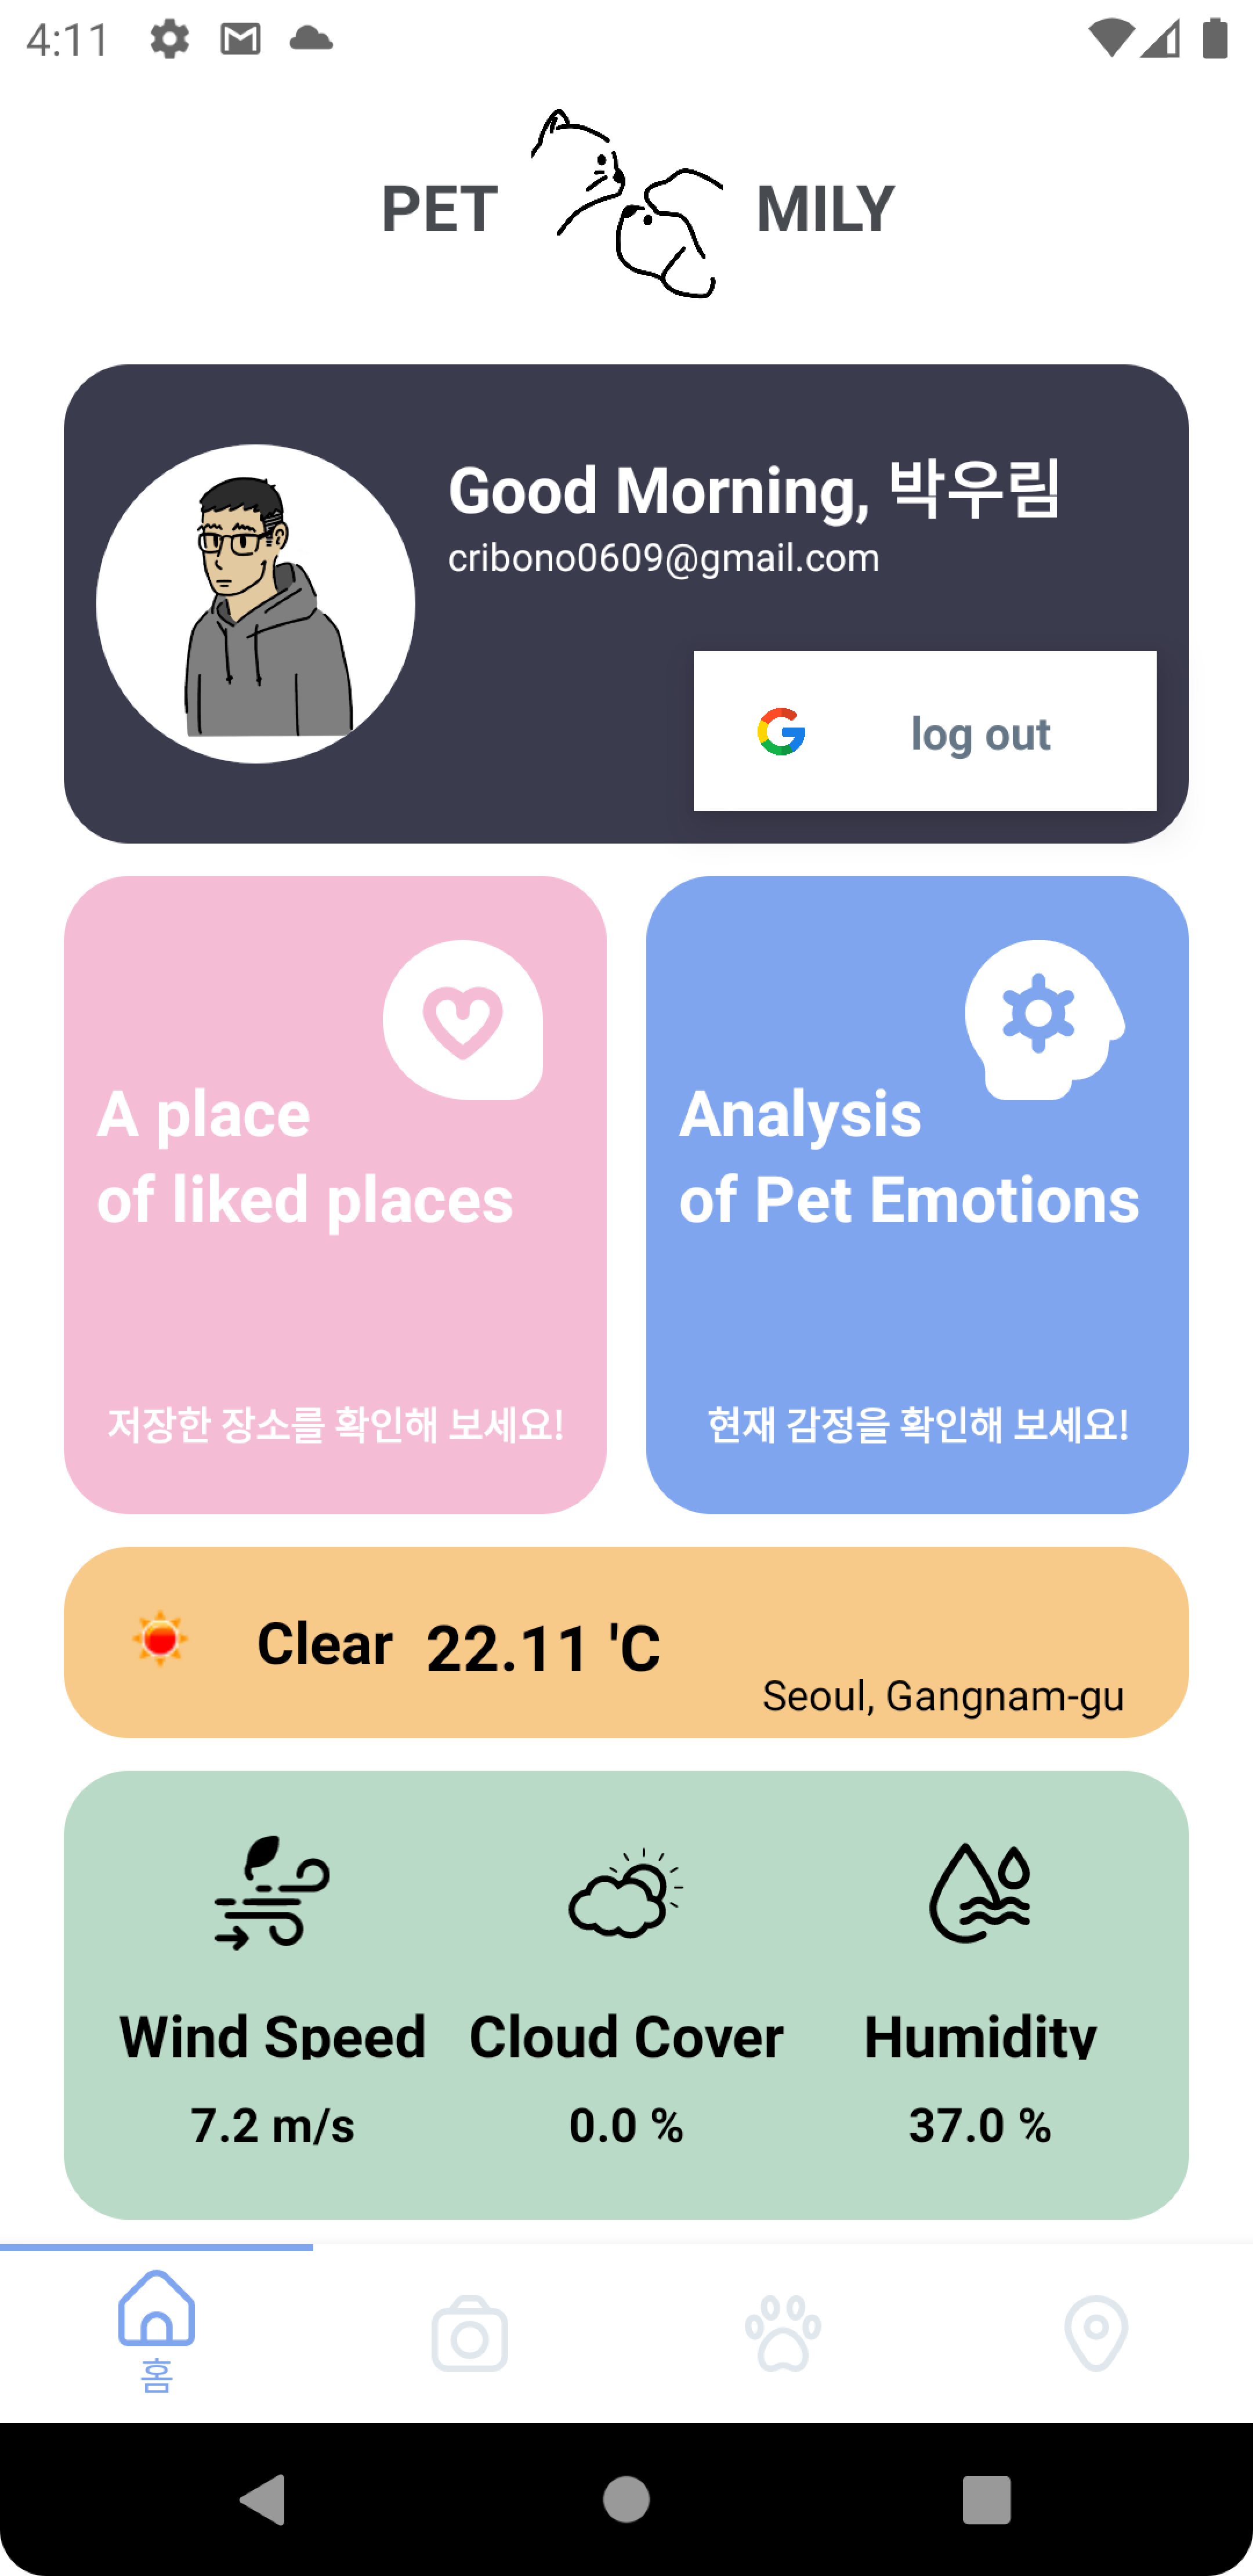 4:11
PET MILY
Good Morning, 박우림
cribono0609@gmail.com
log out
A place
of liked places
저장한 장소를 확인해 보세요!
Analysis
of Pet Emotions
현재 감정을 확인해 보세요!
Clear 22.11 'C
Seoul, Gangnam-gu
Wind Speed Cloud Cover Humidity
7.2 m/s 0.0 % 37.0 %
홈